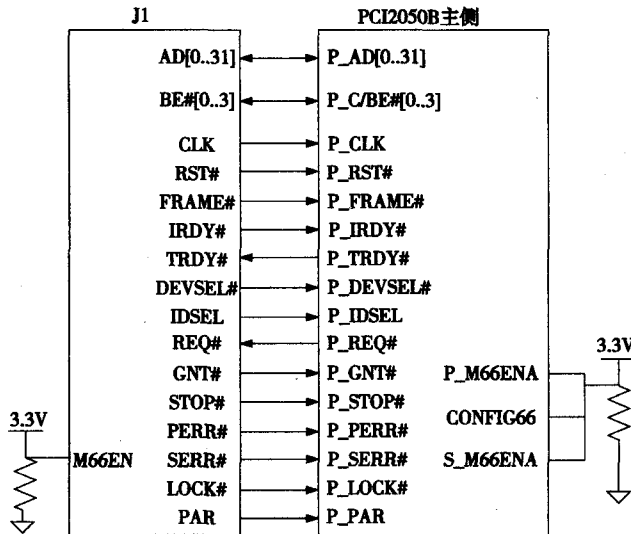 J1 PCI2050B主侧
AD[0..31] P_AD[0..31]
BE#[0..3] P_C/BE#[0..3]
CLK P_CLK
RST# P_RST#
FRAME# P_FRAME#
IRDY# P_IRDY#
TRDY# P_TRDY#
DEVSEL# P_DEVSEL#
IDSEL P_IDSEL
REQ# P_REQ#
3.3V
GNT# P_GNT# P_M66ENA
STOP# P_STOP#
3.3V CONFIG66
PERR# P_PERR#
M66EN SERR# P_SERR# S_M66ENA
LOCK# P_LOCK#
PAR P_PAR